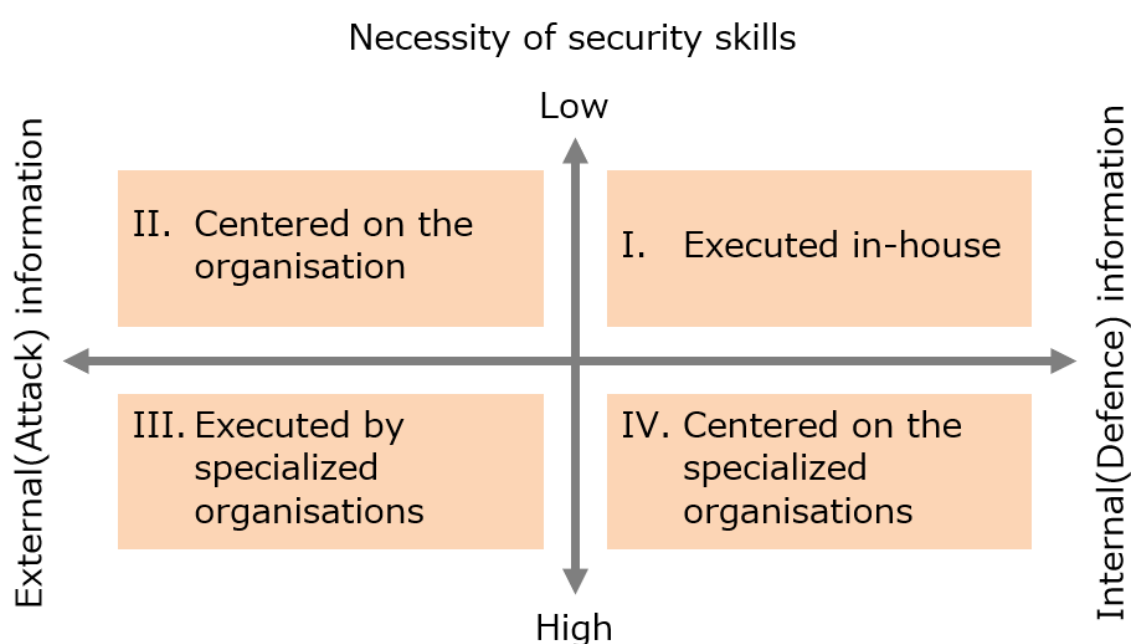 Necessity of security skills
Low
External(Attack) information
Internal(Defence) information
II. Centered on the
organisation
I. Executed in-house
III. Executed by
specialized
organisations
IV. Centered on the
specialized
organisations
High